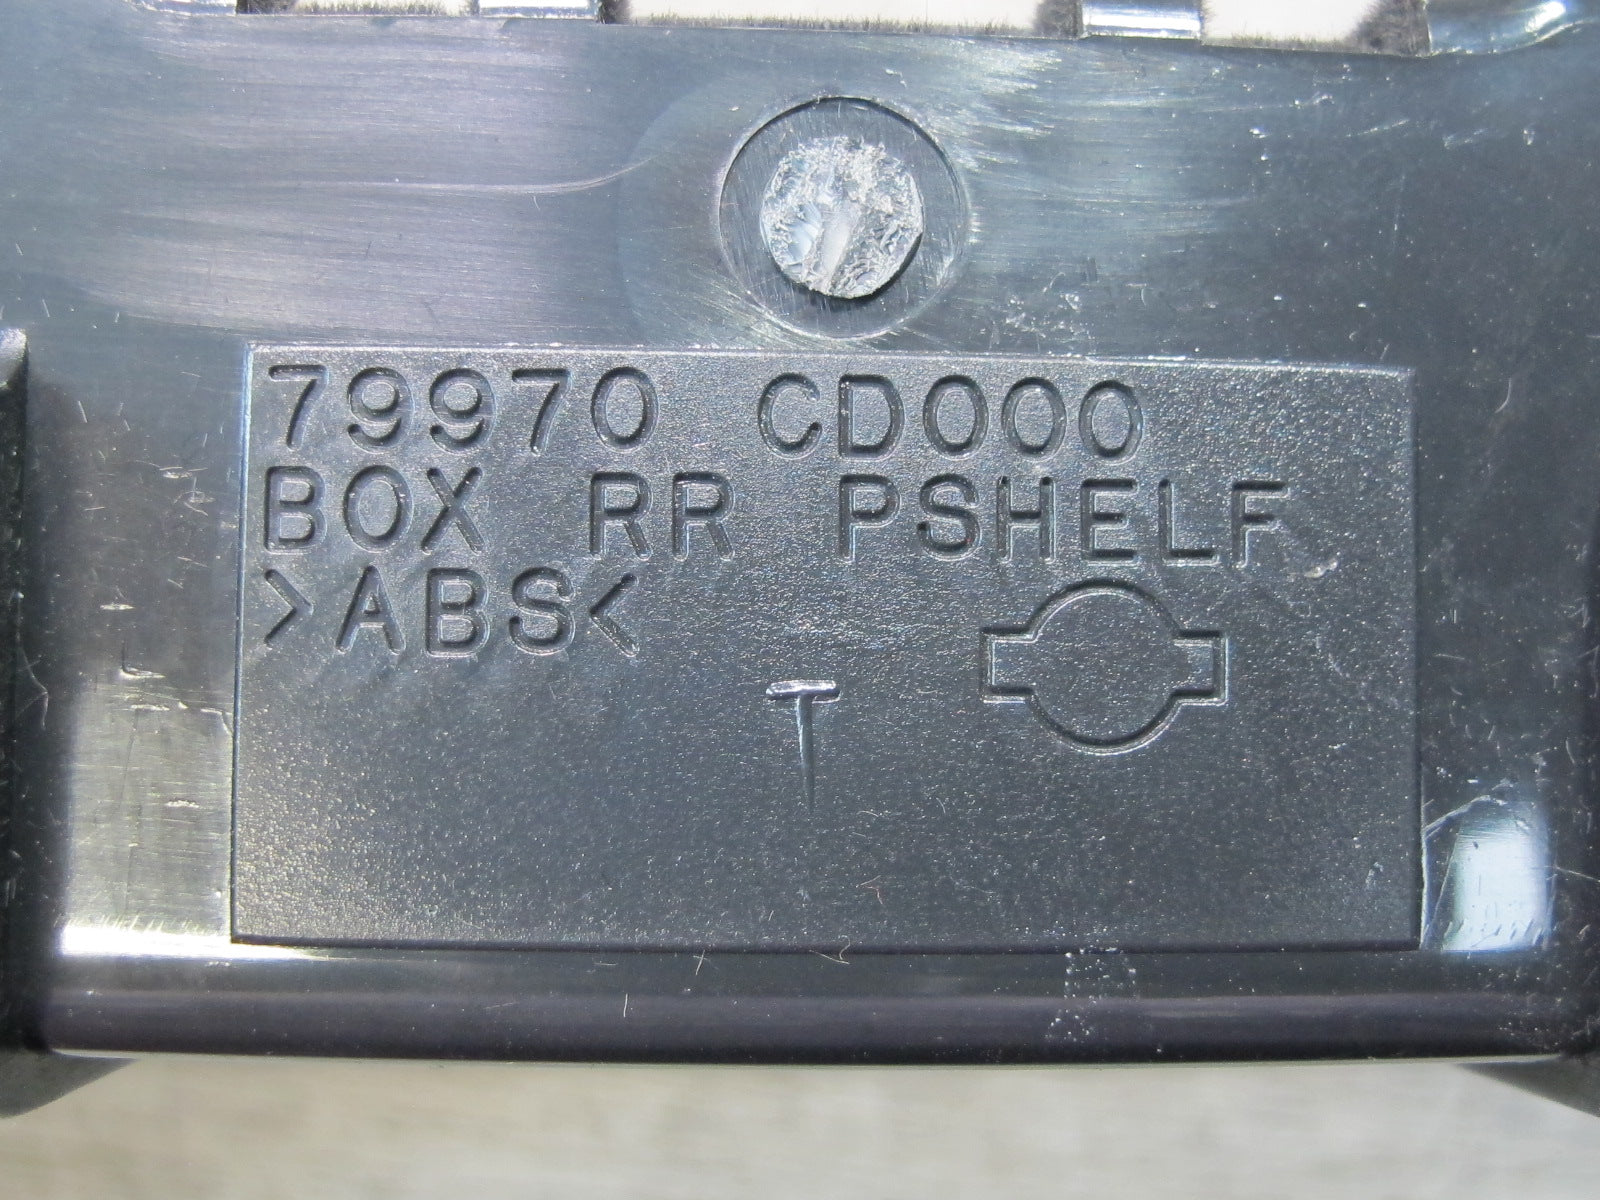 79970 CD000
BOX RR PSHELF
>ABS<
T